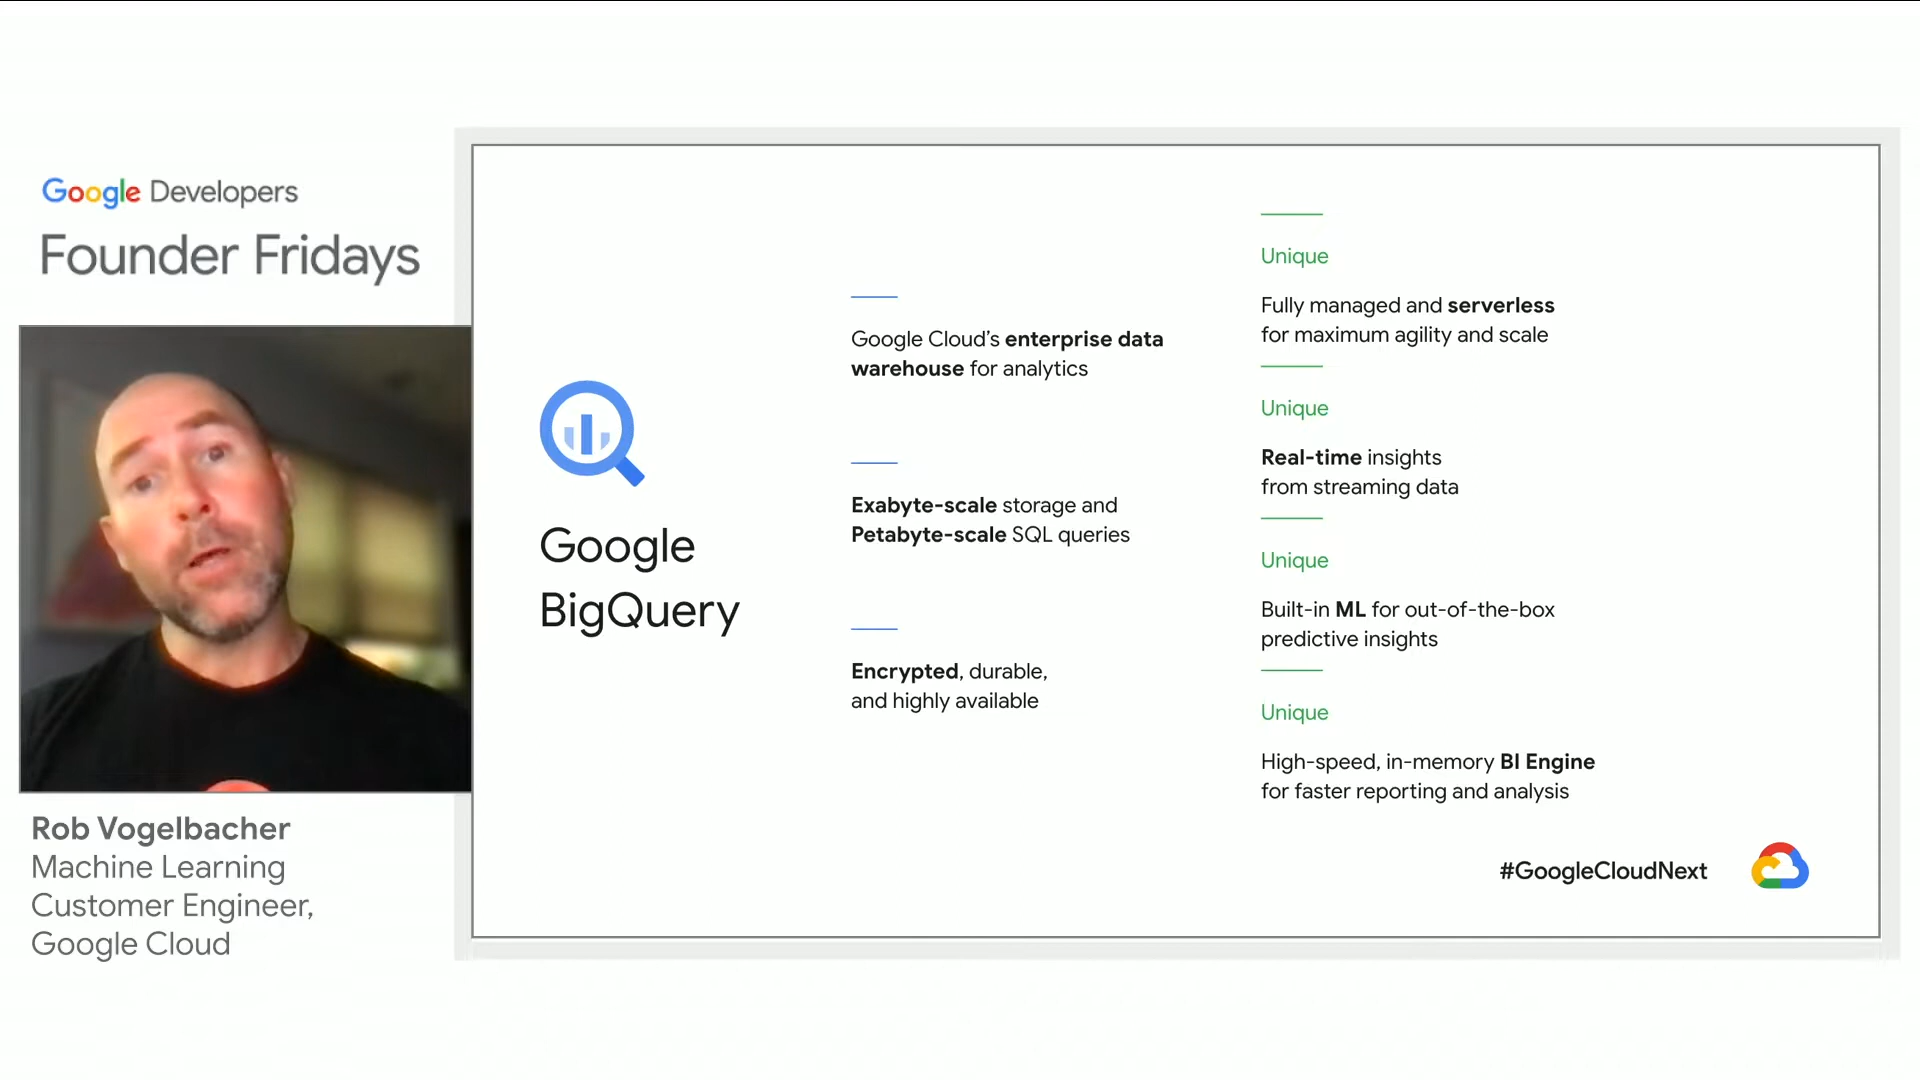 Google Developers
Founder Fridays
Rob Vogelbacher
Machine Learning
Customer Engineer,
Google Cloud
Google
BigQuery
Google Cloud’s enterprise data
warehouse for analytics
Exabyte-scale storage and
Petabyte-scale SQL queries
Encrypted, durable,
and highly available
Unique
Fully managed and serverless
for maximum agility and scale
Unique
Real-time insights
from streaming data
Unique
Built-in ML for out-of-the-box
predictive insights
Unique
High-speed, in-memory BI Engine
for faster reporting and analysis
#GoogleCloudNext